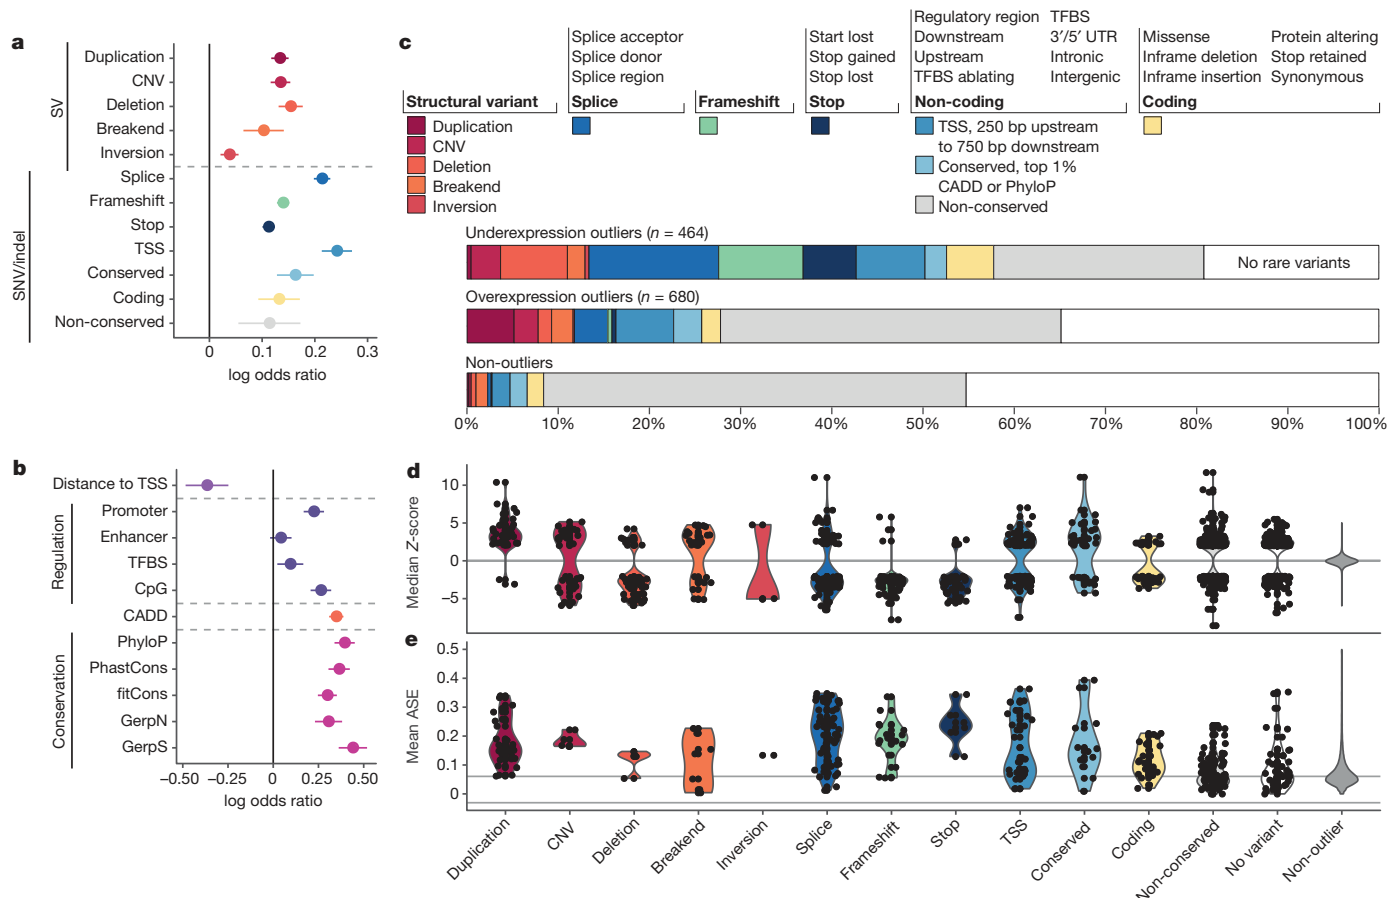 a
SV
Duplication
CNV
Deletion
Breakend
Inversion
SNV/indel
Splice
Frameshift
Stop
TSS
Conserved
Coding
Non-conserved
0 0.1 0.2 0.3
log odds ratio
b
Distance to TSS
Regulation
Promoter
Enhancer
TFBS
CpG
CADD
Conservation
PhyloP
PhastCons
fitCons
GerpN
GerpS
−0.50 −0.25 0 0.25 0.50
log odds ratio
c
Structural variant
Duplication
CNV
Deletion
Breakend
Inversion
Splice acceptor
Splice donor
Splice region
Splice
Frameshift
Start lost
Stop gained
Stop lost
Stop
Regulatory region TFBS
Downstream 3′/5′ UTR
Upstream Intronic
TFBS ablating Intergenic
Non-coding
TSS, 250 bp upstream
to 750 bp downstream
Conserved, top 1%
CADD or PhyloP
Non-conserved
Missense Protein altering
Inframe deletion Stop retained
Inframe insertion Synonymous
Coding
Underexpression outliers (n = 464)
No rare variants
Overexpression outliers (n = 680)
Non-outliers
0% 10% 20% 30% 40% 50% 60% 70% 80% 90% 100%
d
Median Z-score
10
5
0
−5
e
Mean ASE
0.5
0.4
0.3
0.2
0.1
0
Duplication
CNV
Deletion
Breakend
Inversion
Splice
Frameshift
Stop
TSS
Conserved
Coding
Non-conserved
No variant
Non-outlier